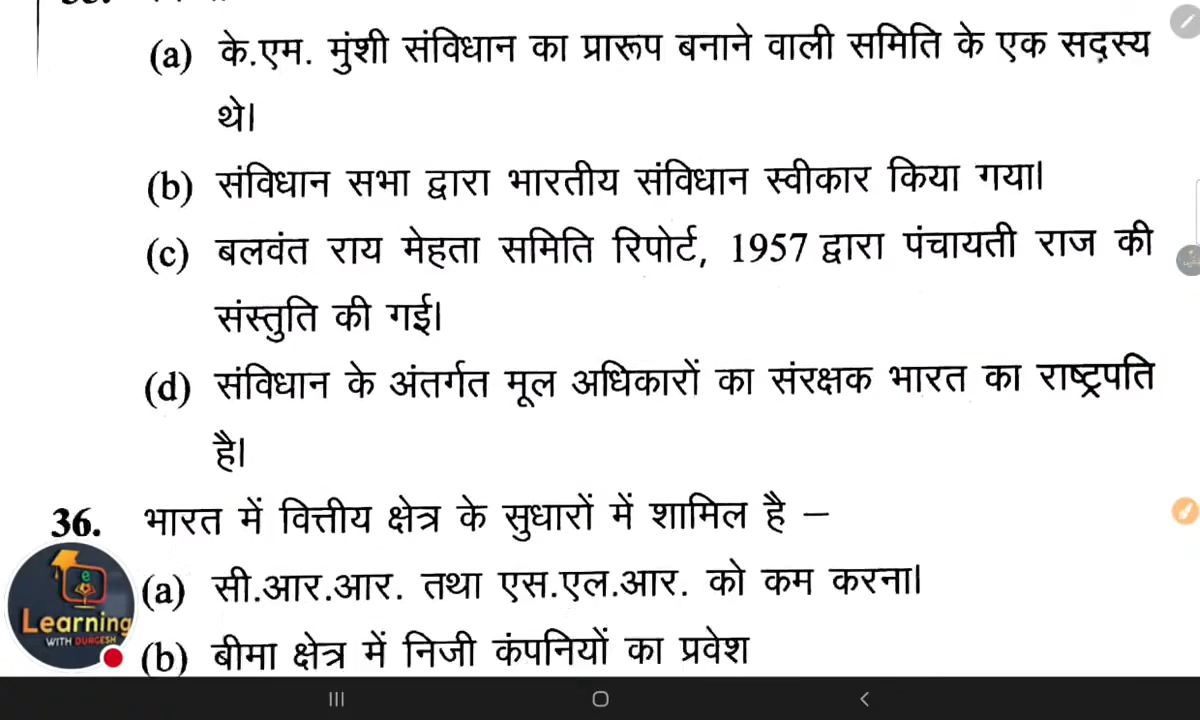 (a) के.एम. मुंशी संविधान का प्रारूप बनाने वाली समिति के एक सदस्य
थे।
(b) संविधान सभा द्वारा भारतीय संविधान स्वीकार किया गया।
(c) बलवंत राय मेहता समिति रिपोर्ट, 1957 द्वारा पंचायती राज की
संस्तुति की गई।
(d) संविधान के अंतर्गत मूल अधिकारों का संरक्षक भारत का राष्ट्रपति
है।
36. भारत में वित्तीय क्षेत्र के सुधारों में शामिल है –
(a) सी.आर.आर. तथा एस.एल.आर. को कम करना।
(b) बीमा क्षेत्र में निजी कंपनियों का प्रवेश
e
Learning
WITH DURGESH